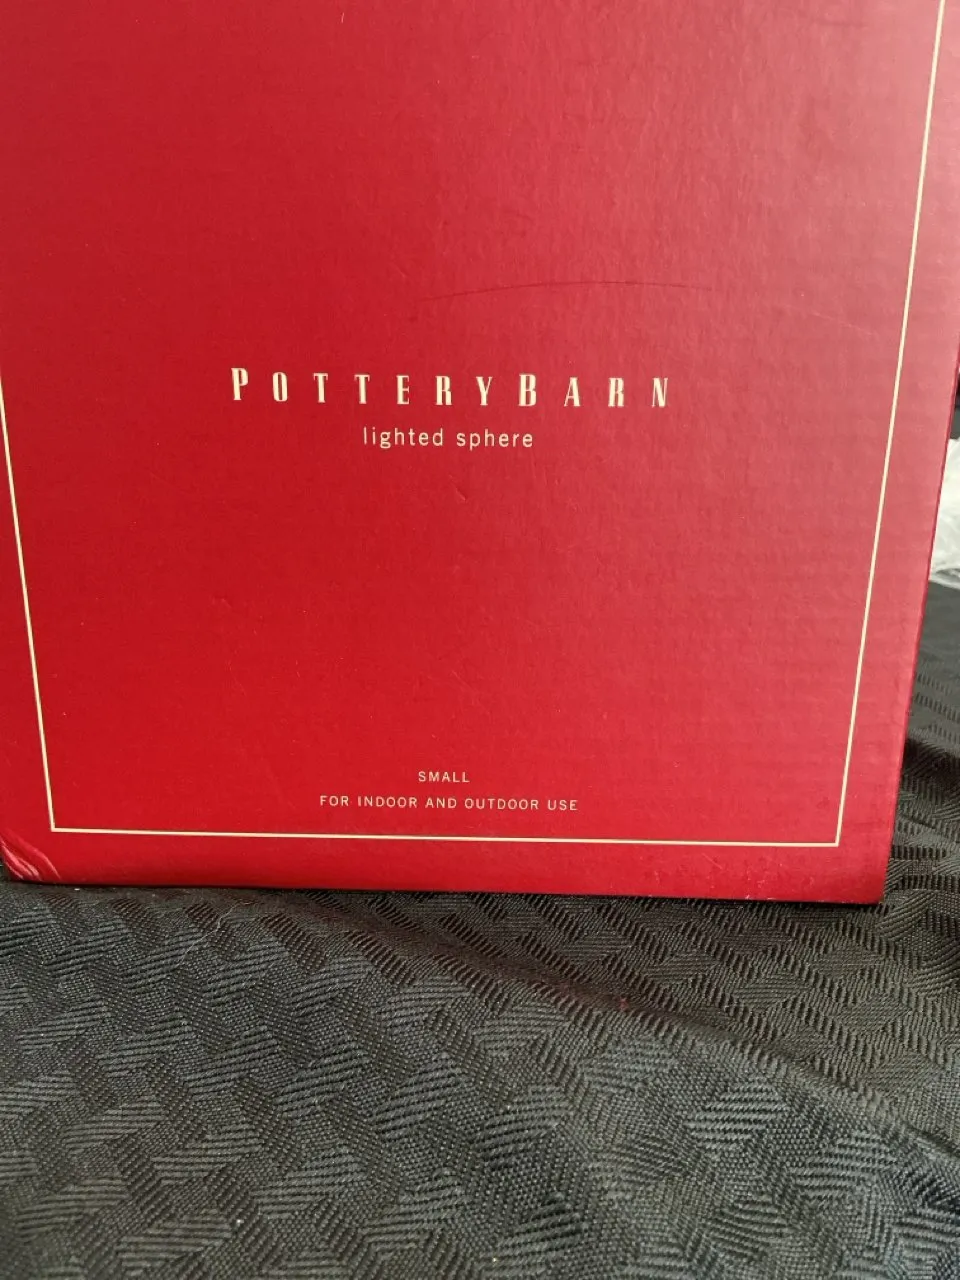 POTTERYBARN
lighted sphere
SMALL
FOR INDOOR AND OUTDOOR USE